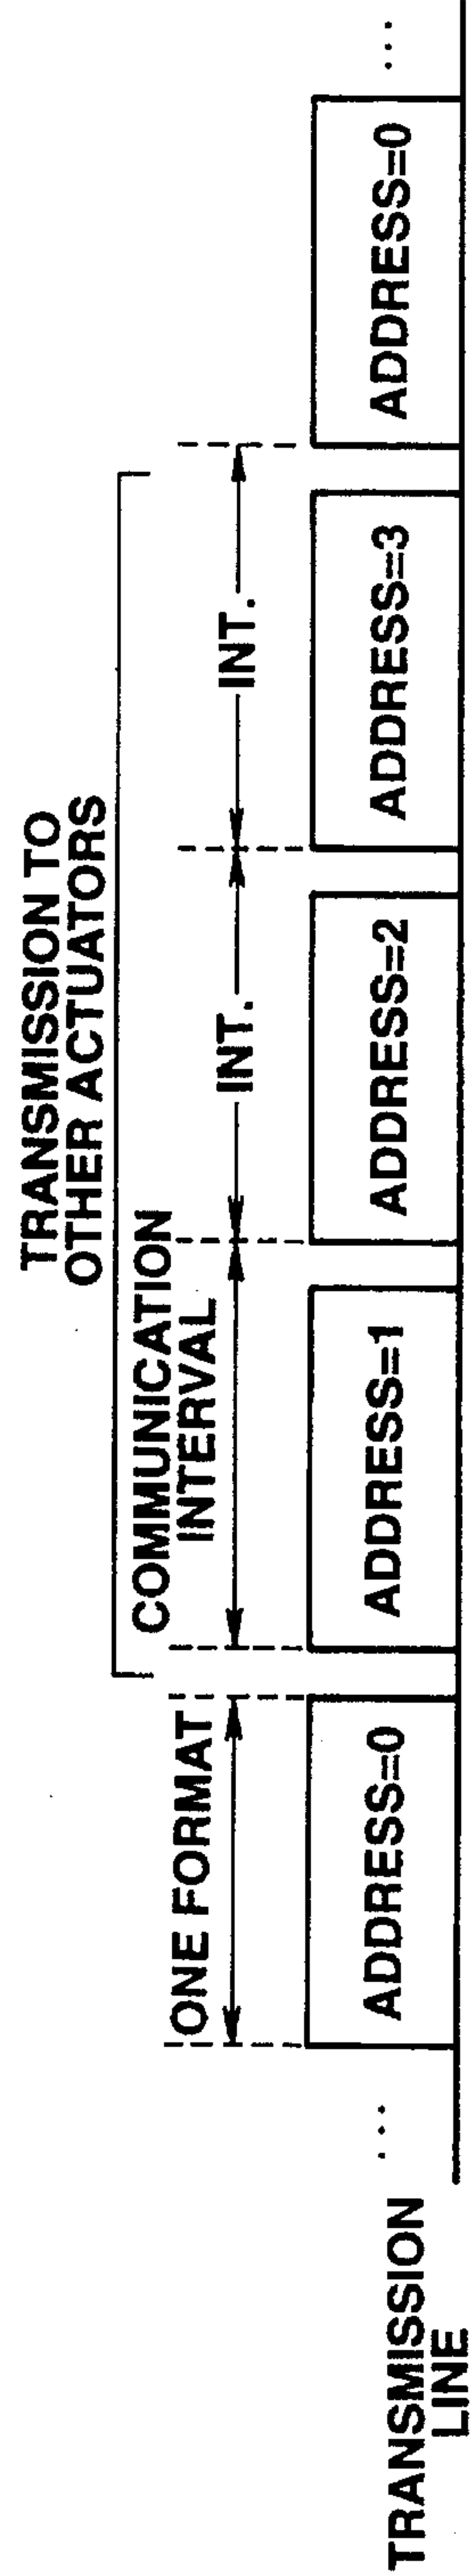 TRANSMISSION TO
OTHER ACTUATORS
COMMUNICATION
INTERVAL
ONE FORMAT
INT.
INT.
TRANSMISSION
LINE
...
ADDRESS=0
ADDRESS=1
ADDRESS=2
ADDRESS=3
ADDRESS=0
...